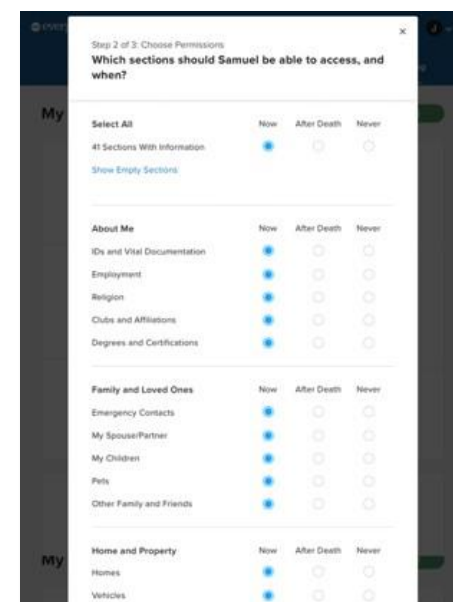 every
Step 2 of 3: Choose Permissions
×
J
Which sections should Samuel be able to access, and
when?
My
Select All Now After Death Never
41 Sections With Information
Show Empty Sections
About Me Now After Death Never
IDs and Vital Documentation
Employment
Religion
Clubs and Affiliations
Degrees and Certifications
Family and Loved Ones Now After Death Never
Emergency Contacts
My Spouse/Partner
My Children
Pets
Other Family and Friends
My
Home and Property Now After Death Never
Homes
Vehicles